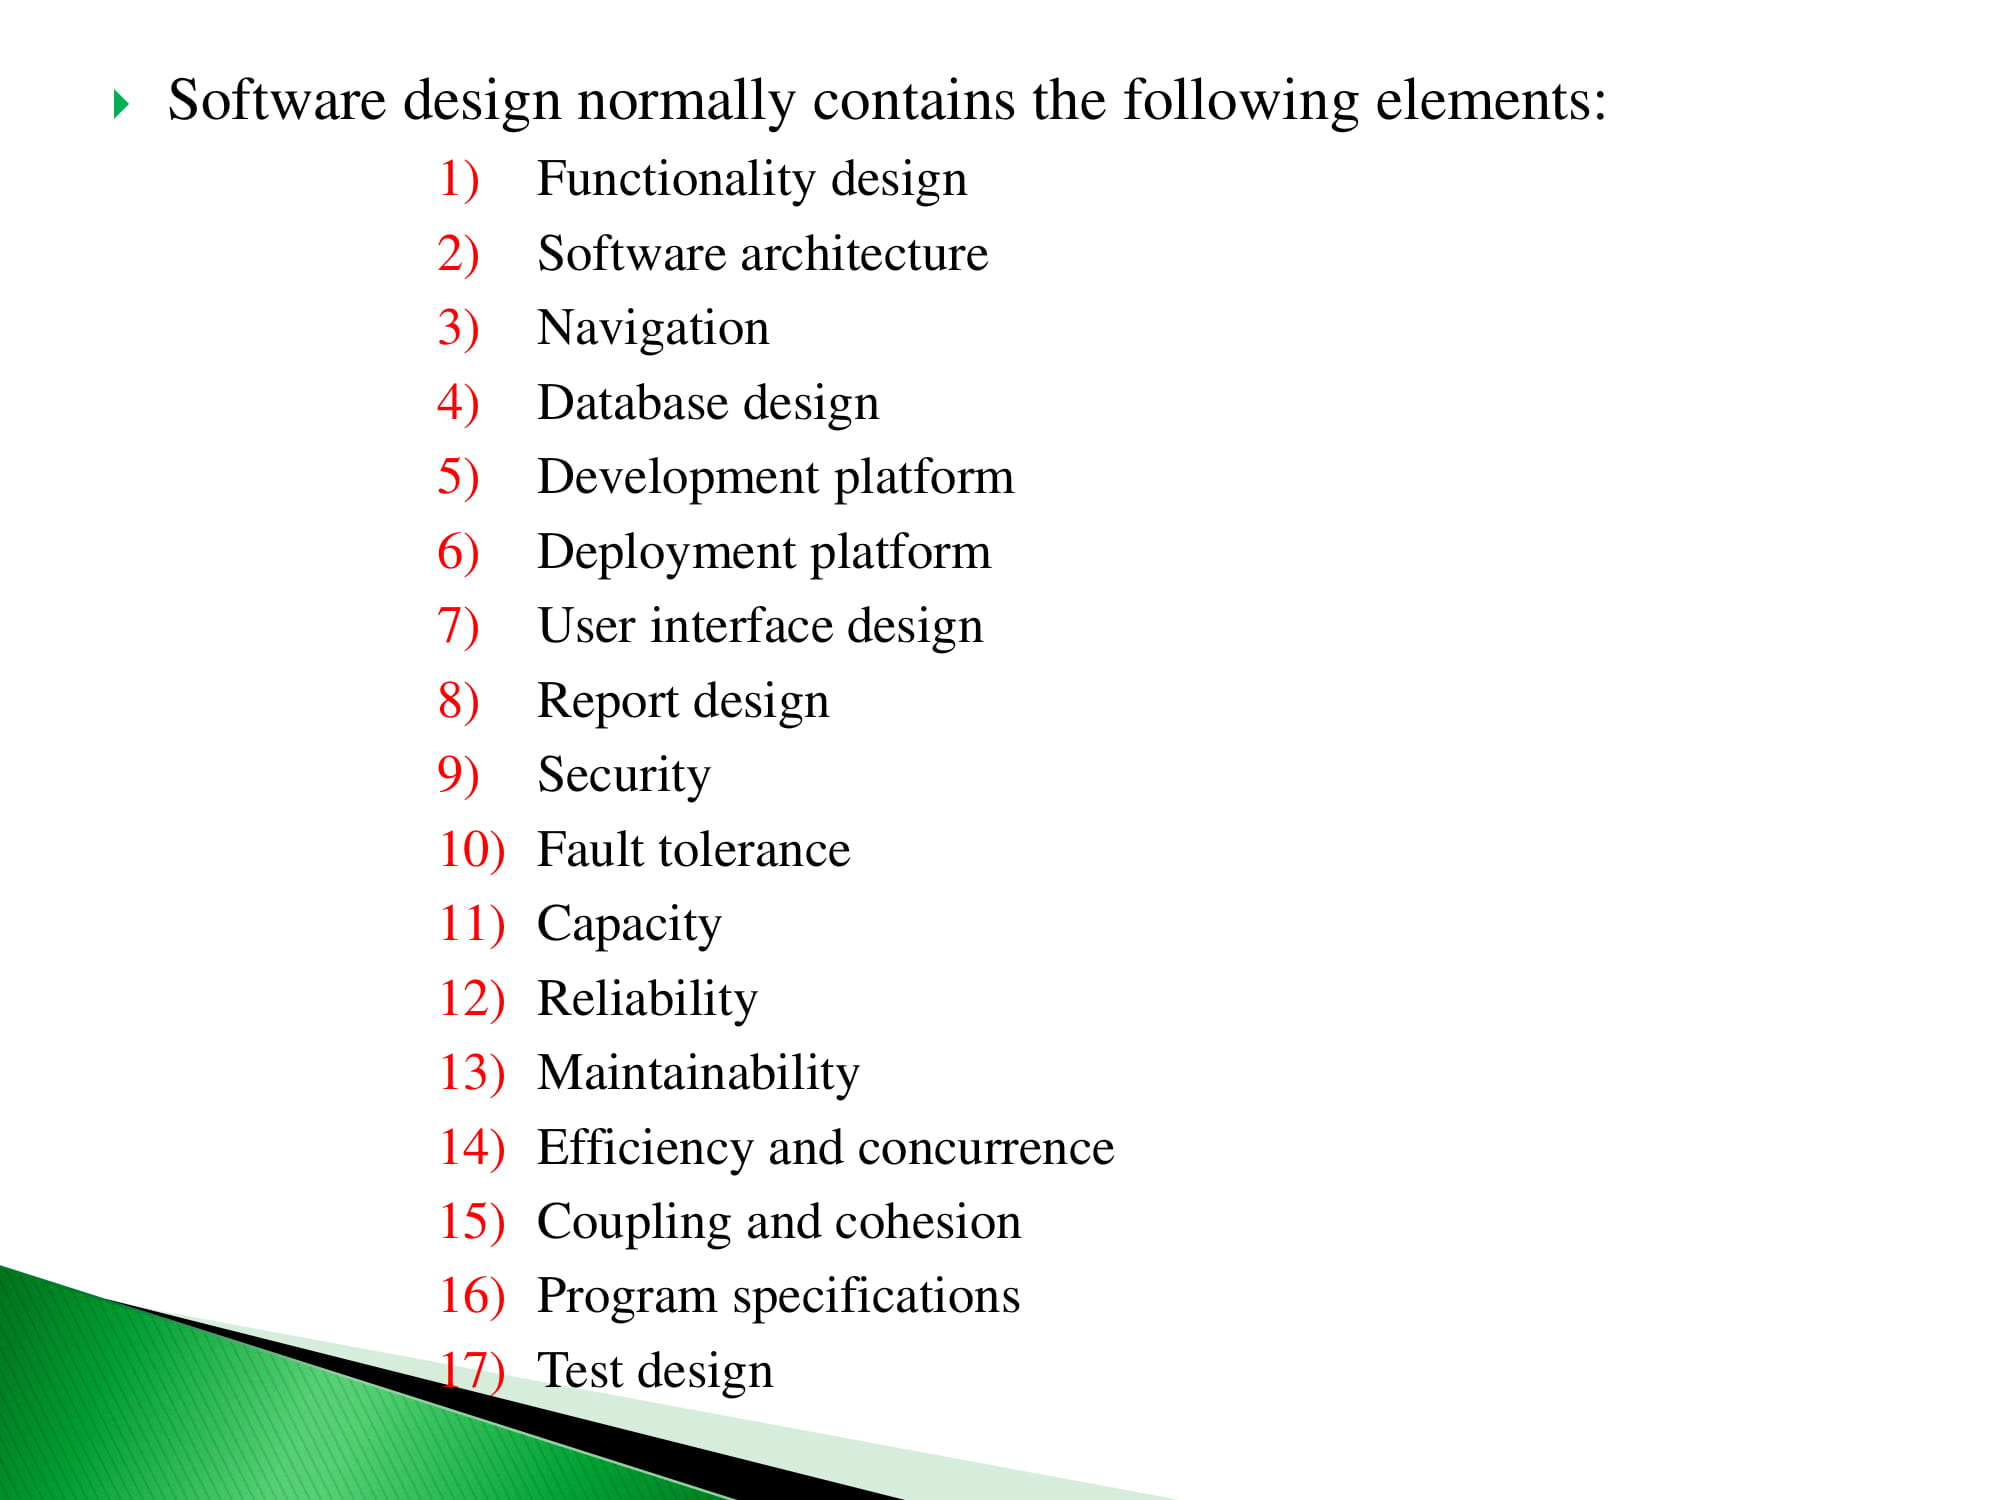 Software design normally contains the following elements:
1) Functionality design
2) Software architecture
3) Navigation
4) Database design
5) Development platform
6) Deployment platform
7) User interface design
8) Report design
9) Security
10) Fault tolerance
11) Capacity
12) Reliability
13) Maintainability
14) Efficiency and concurrence
15) Coupling and cohesion
16) Program specifications
17) Test design